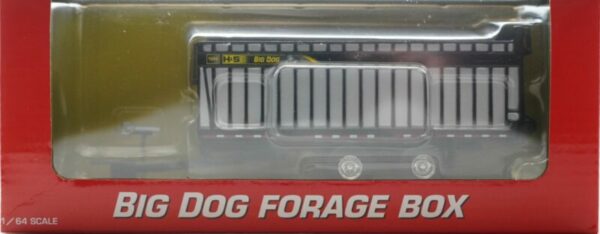 H&S BIG DOG
BIG DOG FORAGE BOX
1/64 SCALE